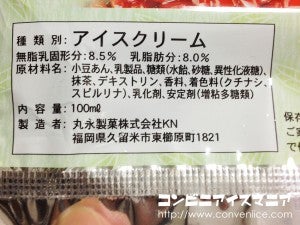 種類別：アイスクリーム
無脂乳固形分：8.5％　乳脂肪分：8.0％
原材料名：小豆あん、乳製品、糖類(水飴、砂糖、異性化液糖)、
抹茶、デキストリン、香料、着色料(クチナシ、
スピルリナ)、乳化剤、安定剤(増粘多糖類)
内容量：100mℓ
製造者：丸永製菓株式会社KN
福岡県久留米市東櫛原町1821
保存
ご家
コンビニアイスマニア
www.conveniice.com